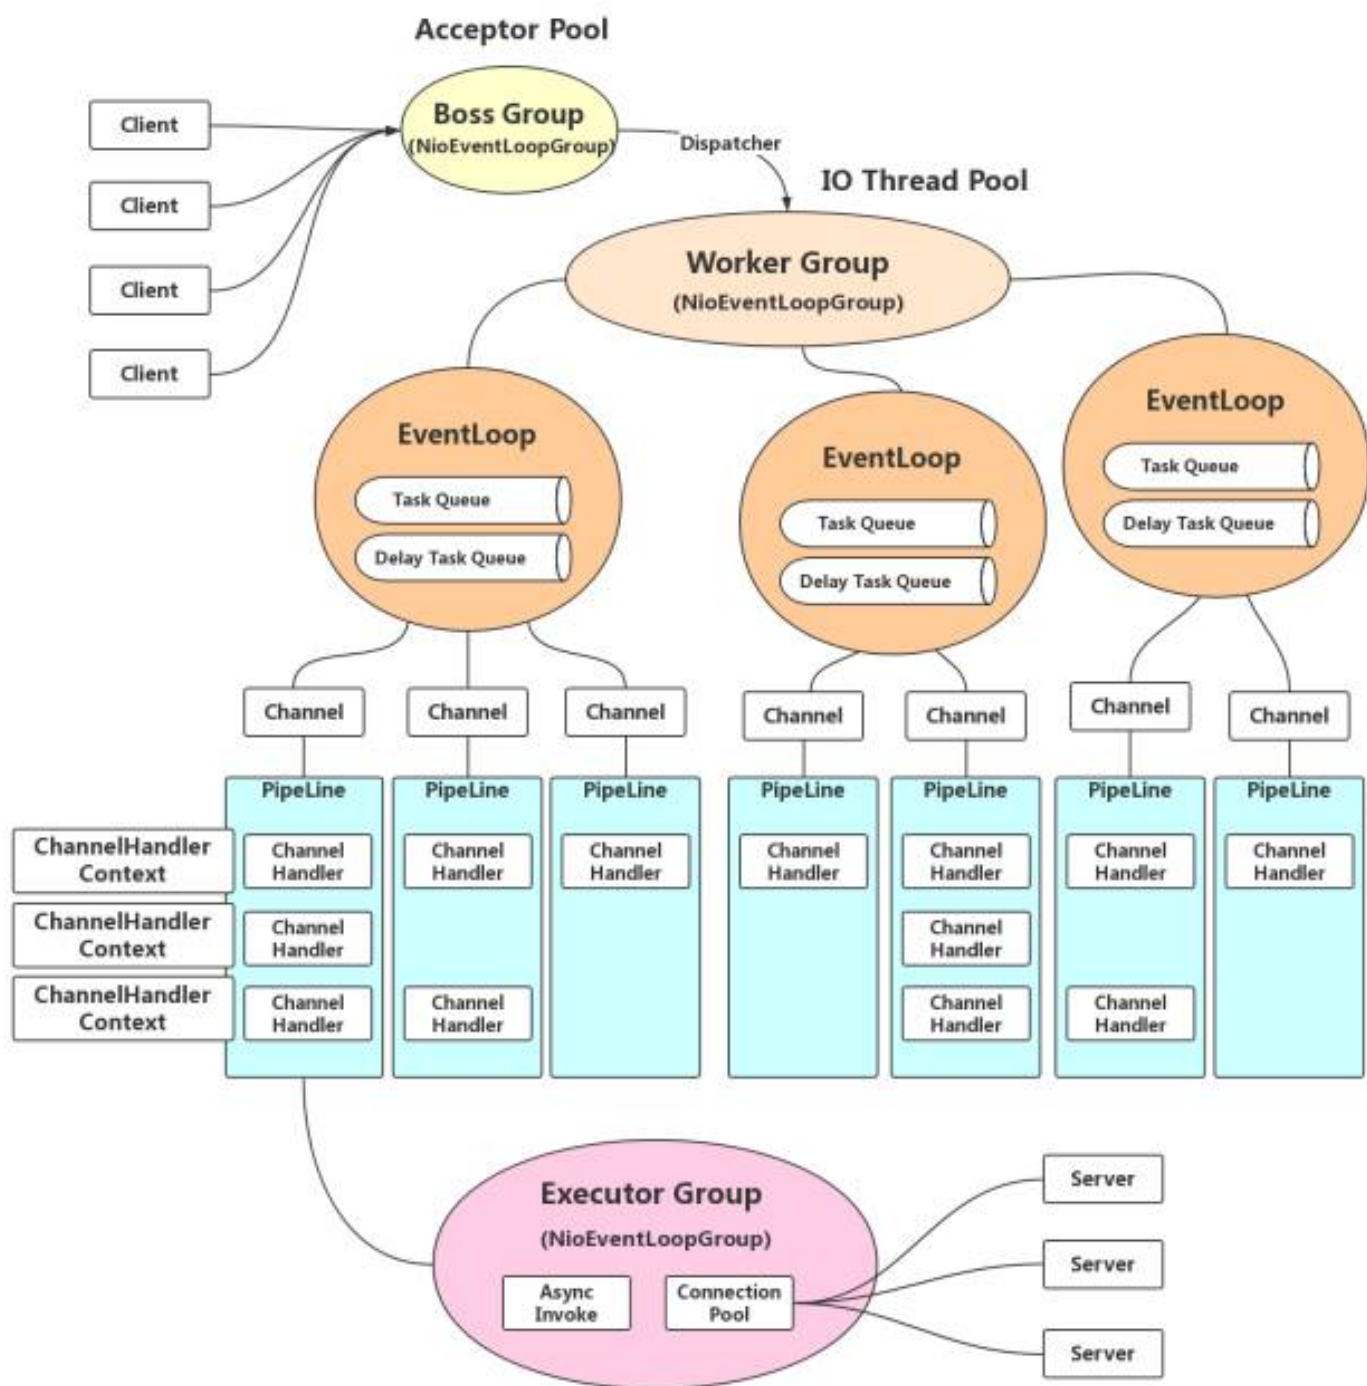 Acceptor Pool
Client
Client
Client
Client
Boss Group
(NioEventLoopGroup)
Dispatcher
IO Thread Pool
Worker Group
(NioEventLoopGroup)
EventLoop
Task Queue
Delay Task Queue
EventLoop
Task Queue
Delay Task Queue
EventLoop
Task Queue
Delay Task Queue
Channel
Channel
Channel
Channel
Channel
Channel
Channel
PipeLine
PipeLine
PipeLine
PipeLine
PipeLine
PipeLine
PipeLine
ChannelHandler
Context
Channel
Handler
Channel
Handler
Channel
Handler
Channel
Handler
Channel
Handler
Channel
Handler
Channel
Handler
ChannelHandler
Context
Channel
Handler
Channel
Handler
ChannelHandler
Context
Channel
Handler
Channel
Handler
Channel
Handler
Channel
Handler
Executor Group
(NioEventLoopGroup)
Async
Invoke
Connection
Pool
Server
Server
Server